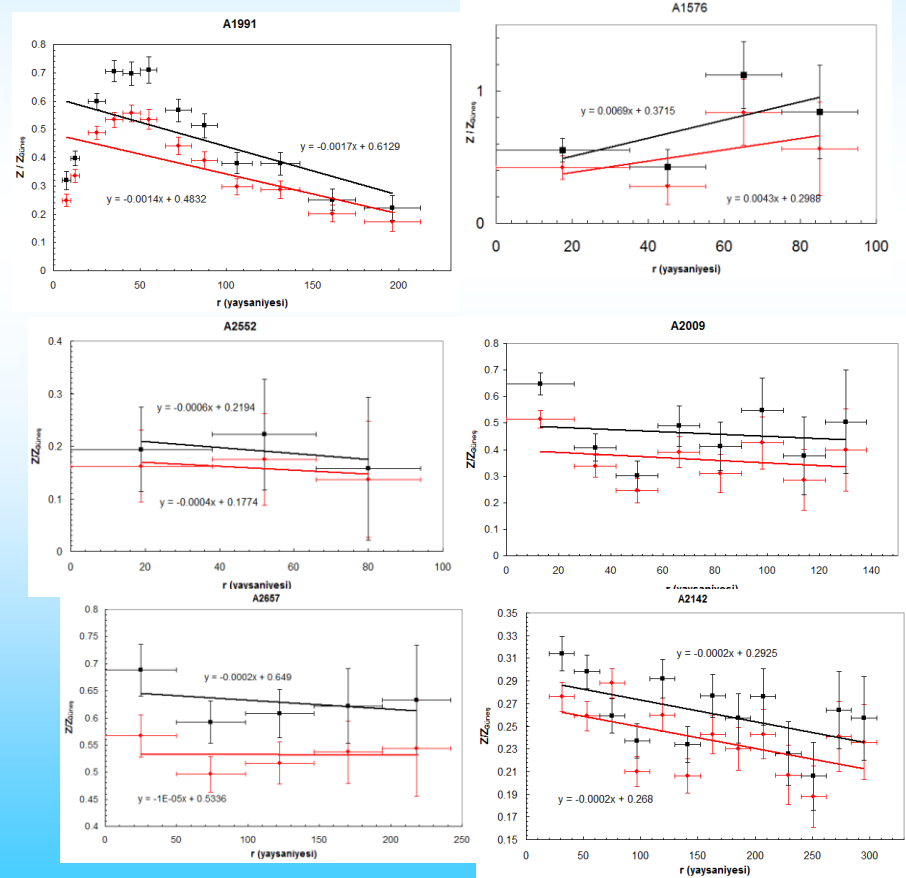 A1991
0.8
0.7
0.6
0.5
0.4
0.3
0.2
0.1
0
Z / Zgüneş
y = -0.0017x + 0.6129
y = -0.0014x + 0.4832
0 50 100 150 200
r (yaysaniyesi)
A1576
1
0
Z / Zgüneş
y = 0.0069x + 0.3715
y = 0.0043x + 0.2988
0 20 40 60 80 100
r (yaysaniyesi)
A2552
0.4
0.3
0.2
0.1
0
Z/Zgüneş
y = -0.0006x + 0.2194
y = -0.0004x + 0.1774
0 20 40 60 80 100
r (yaysaniyesi)
A2009
0.8
0.7
0.6
0.5
0.4
0.3
0.2
0.1
0
Z/Zgüneş
0 20 40 60 80 100 120 140
r (yaysaniyesi)
A2657
0.8
0.7
0.65
0.6
0.55
0.5
0.45
0.4
Z/Zgüneş
y = -0.0002x + 0.649
y = -1E-05x + 0.5336
0 50 100 150 200 250
r (yaysaniyesi)
A2142
0.35
0.33
0.31
0.29
0.27
0.25
0.23
0.21
0.19
0.17
0.15
Z/Zgüneş
y = -0.0002x + 0.2925
y = -0.0002x + 0.268
0 50 100 150 200 250 300
r (yaysaniyesi)